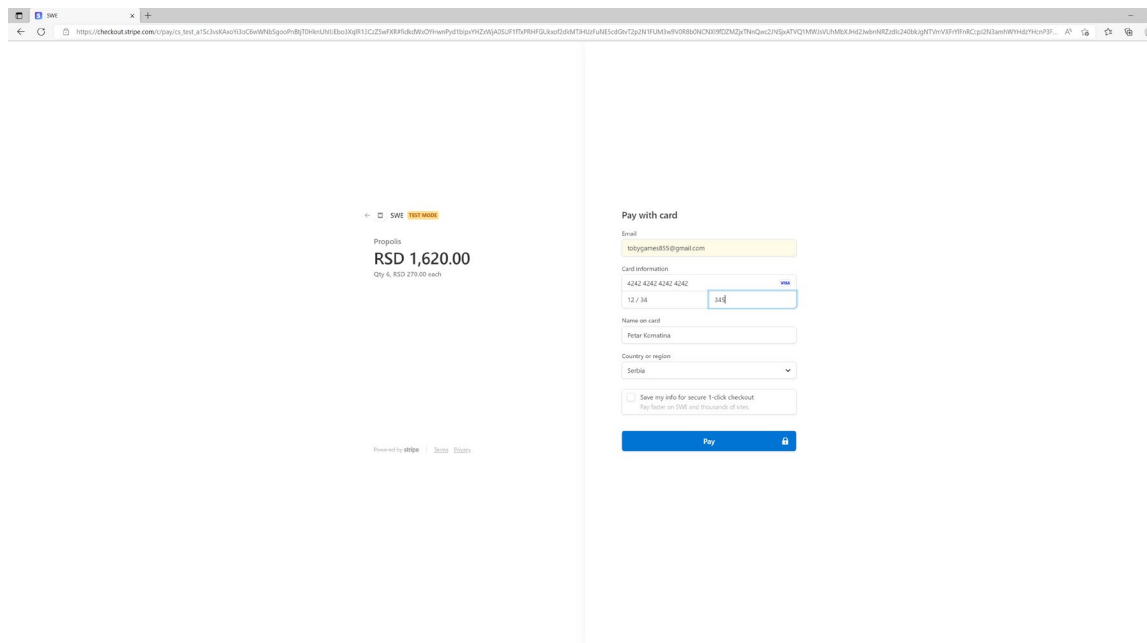 SWE
SWE TEST MODE
Propolis
RSD 1,620.00
Qty 6, RSD 270.00 each
Powered by stripe
Terms Privacy
Pay with card
Email
tobygames855@gmail.com
Card information
4242 4242 4242 4242
VISA
12 / 34
345
Name on card
Petar Komatina
Country or region
Serbia
Save my info for secure 1-click checkout
Pay faster on SWE and thousands of sites.
Pay